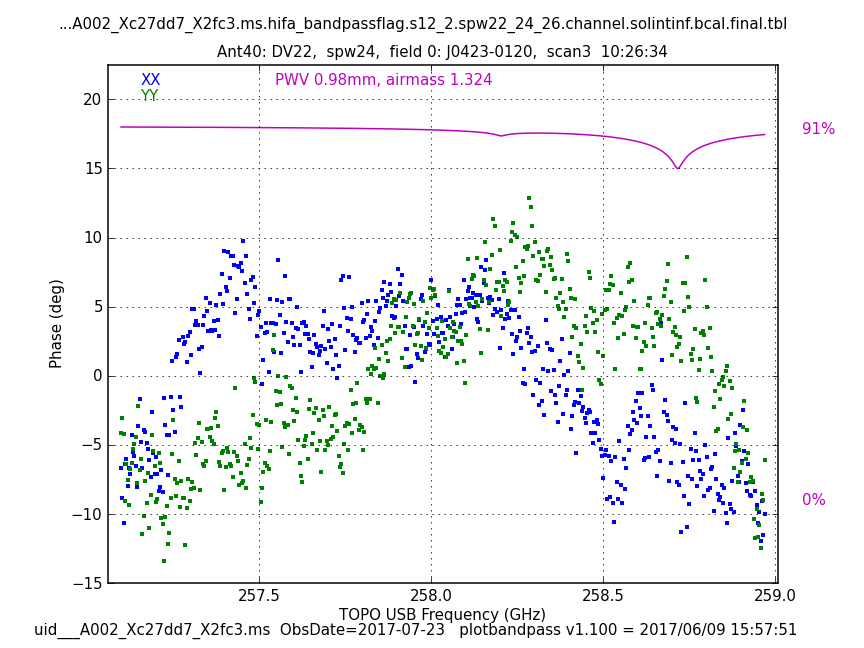 ...A002_Xc27dd7_X2fc3.ms.hifa_bandpassflag.s12_2.spw22_24_26.channel.solintinf.bcal.final.tbl
Ant40: DV22, spw24, field 0: J0423-0120, scan3 10:26:34
XX
YY
PWV 0.98mm, airmass 1.324
91%
0%
Phase (deg)
20
15
10
5
0
−5
−10
−15
257.5
258.0
258.5
259.0
TOPO USB Frequency (GHz)
uid___A002_Xc27dd7_X2fc3.ms ObsDate=2017-07-23 plotbandpass v1.100 = 2017/06/09 15:57:51